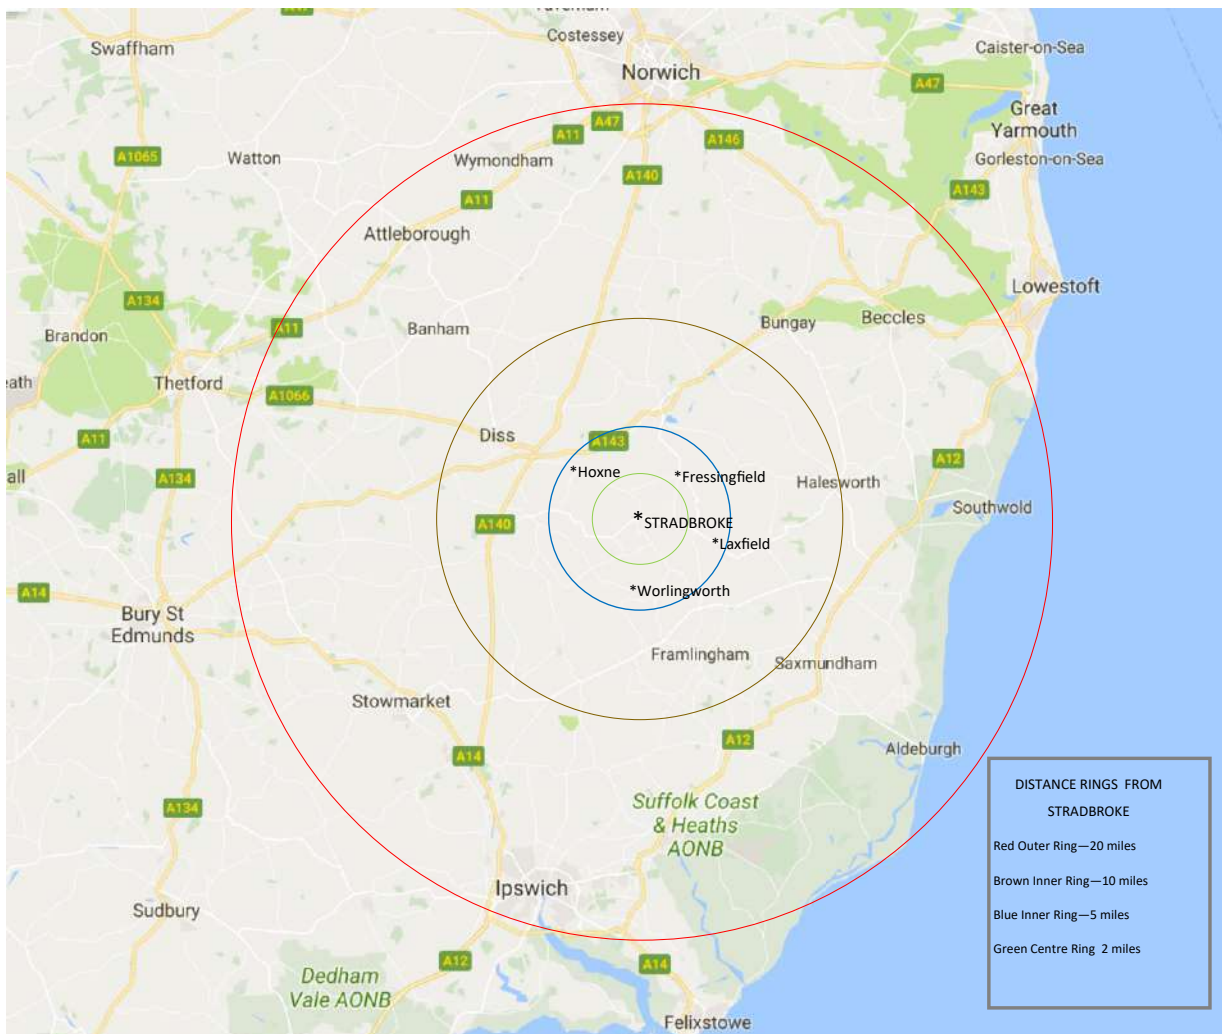 Swaffham
A47
Costessey
Norwich
Caister-on-Sea
A47
Great
Yarmouth
A1065
Watton
Wymondham
A11
A47
A146
Gorleston-on-Sea
A140
A143
A11
Attleborough
Lowestoft
A134
Brandon
A11
Banham
Bungay
Beccles
Thetford
A1066
A11
Diss
A143
A12
A134
*Hoxne
*Fressingfield
Halesworth
Southwold
A140
*STRADBROKE
*Laxfield
A14
*Worlingworth
Bury St
Edmunds
Framlingham
Saxmundham
Stowmarket
A14
A12
Aldeburgh
A134
Suffolk Coast
& Heaths
AONB
Ipswich
Sudbury
A12
A14
Dedham
Vale AONB
Felixstowe
DISTANCE RINGS FROM
STRADBROKE
Red Outer Ring—20 miles
Brown Inner Ring—10 miles
Blue Inner Ring—5 miles
Green Centre Ring 2 miles